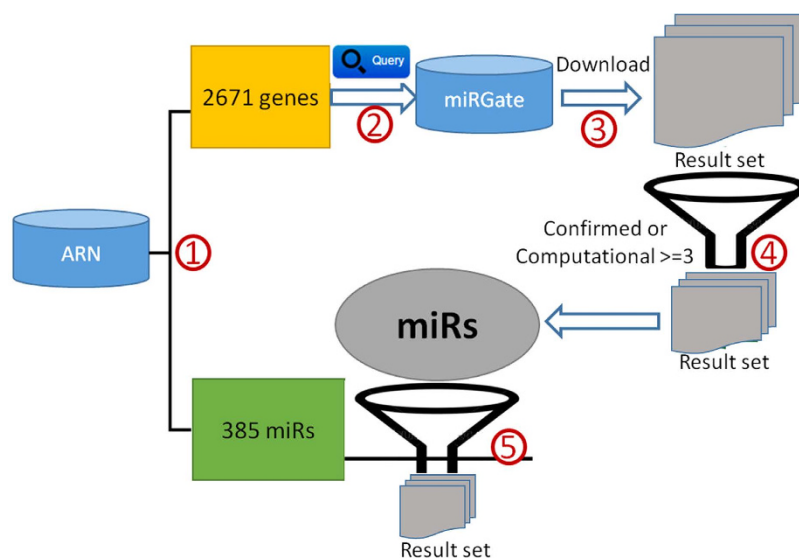 2671 genes
Query
2
miRGate
Download
3
Result set
ARN
1
Confirmed or
Computational >=3
4
Result set
miRs
385 miRs
5
Result set